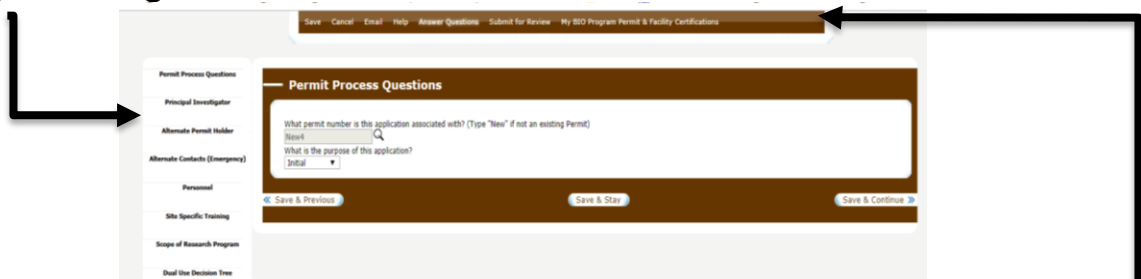 Save Cancel Email Help Answer Questions Submit for Review My BIO Program Permit & Facility Certifications
Permit Process Questions
Principal Investigator
Alternate Permit Holder
Alternate Contacts (Emergency)
Personnel
Site Specific Training
Scope of Research Program
Dual Use Decision Tree
Permit Process Questions
What permit number is this application associated with? (Type "New" if not an existing Permit)
New4
What is the purpose of this application?
Initial
Save & Previous Save & Stay Save & Continue